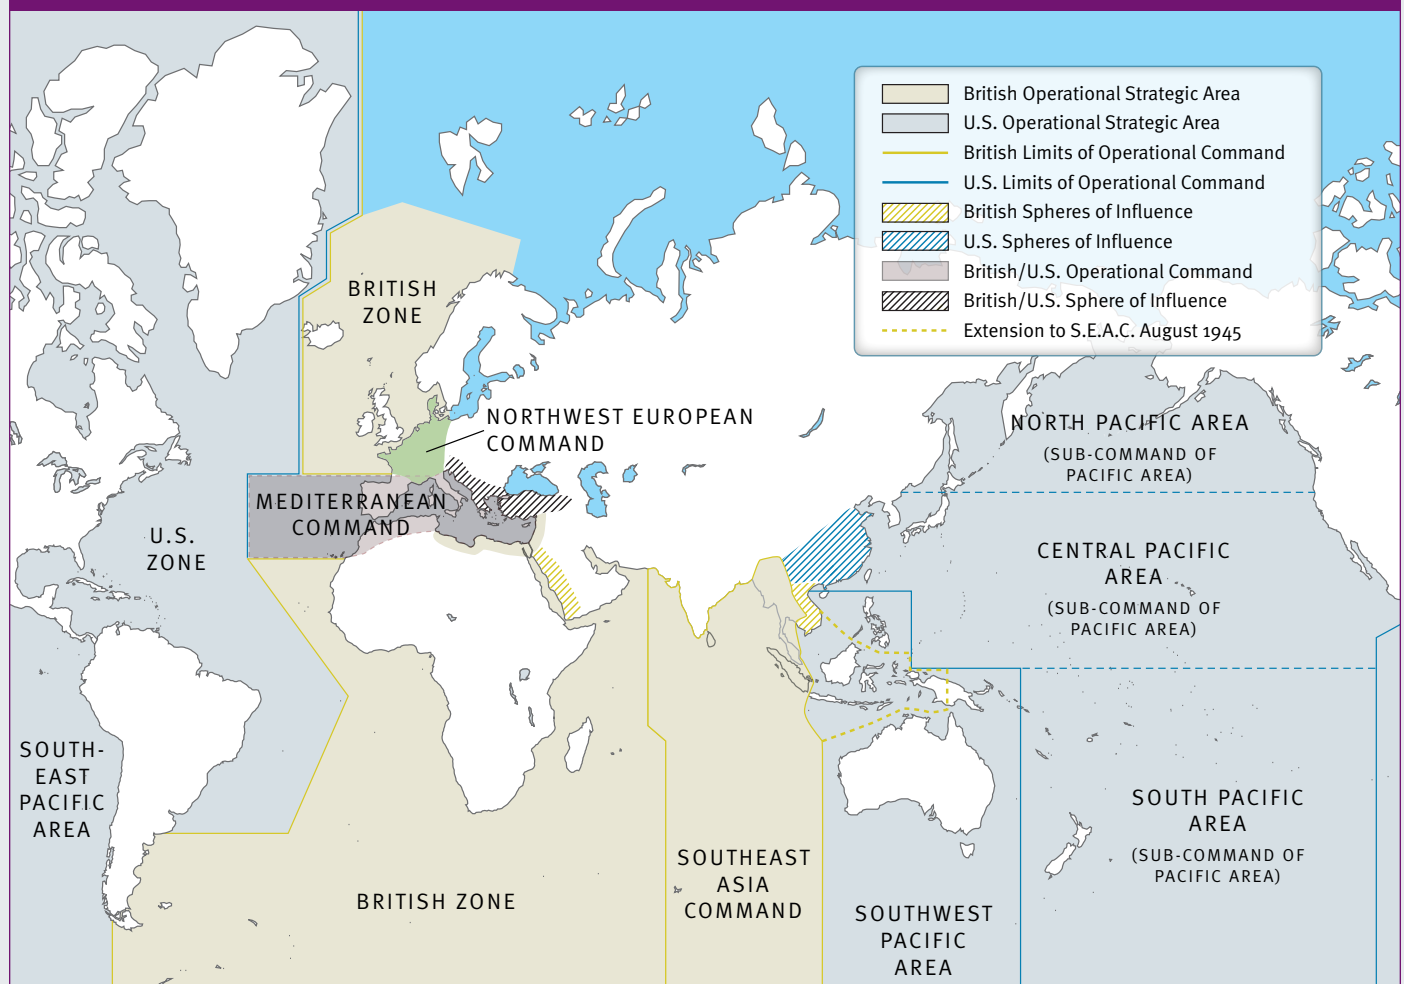 British Operational Strategic Area
U.S. Operational Strategic Area
British Limits of Operational Command
U.S. Limits of Operational Command
British Spheres of Influence
U.S. Spheres of Influence
British/U.S. Operational Command
British/U.S. Sphere of Influence
Extension to S.E.A.C. August 1945
BRITISH
ZONE
NORTHWEST EUROPEAN
COMMAND
NORTH PACIFIC AREA
(SUB-COMMAND OF
PACIFIC AREA)
MEDITERRANEAN
COMMAND
U.S.
ZONE
CENTRAL PACIFIC
AREA
(SUB-COMMAND OF
PACIFIC AREA)
SOUTH-
EAST
PACIFIC
AREA
SOUTH PACIFIC
AREA
(SUB-COMMAND OF
PACIFIC AREA)
BRITISH ZONE
SOUTHEAST
ASIA
COMMAND
SOUTHWEST
PACIFIC
AREA